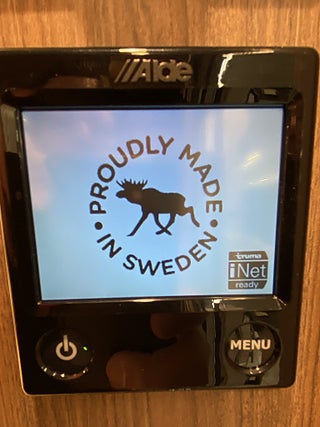 Alde
PROUDLY MADE
• IN SWEDEN •
truma
iNet
ready
MENU